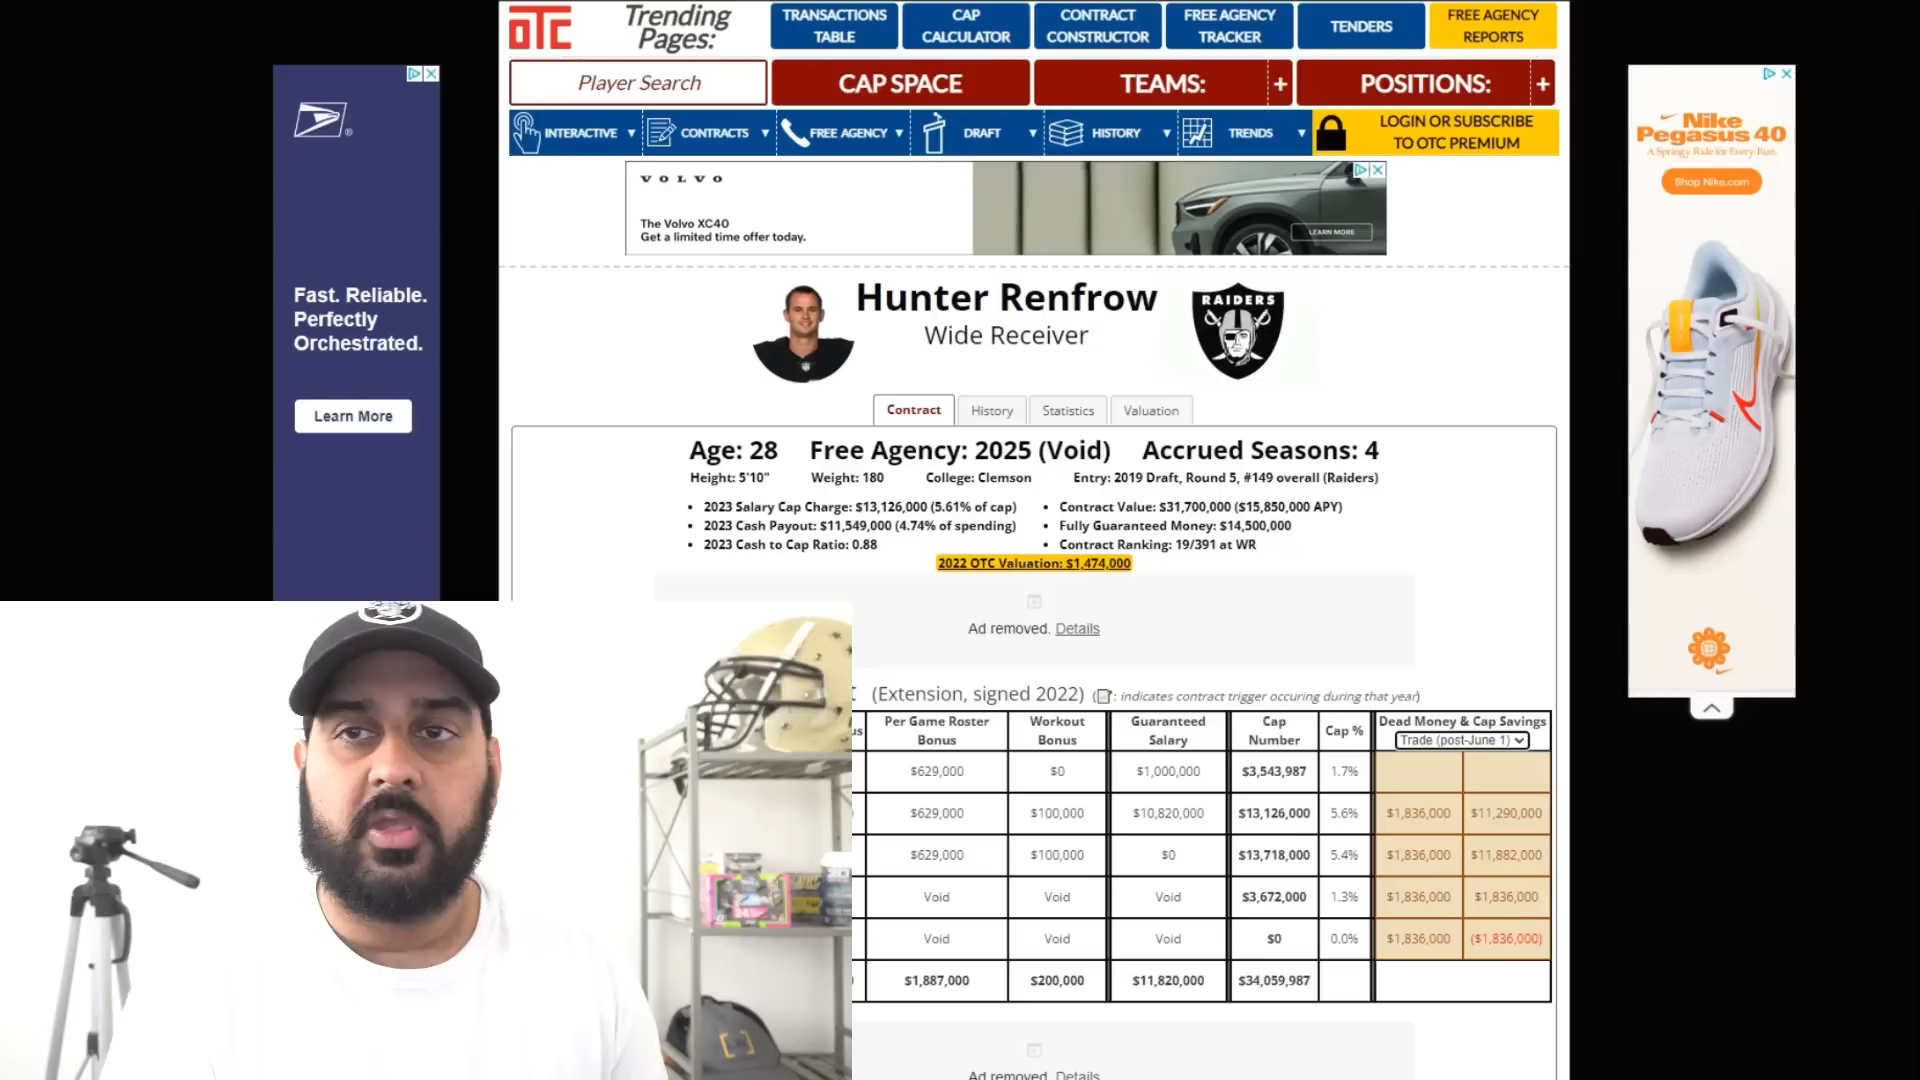 OTC
Trending
Pages:
TRANSACTIONS
TABLE
CAP
CALCULATOR
CONTRACT
CONSTRUCTOR
FREE AGENCY
TRACKER
TENDERS
FREE AGENCY
REPORTS
Player Search
CAP SPACE
TEAMS:
+
POSITIONS:
+
INTERACTIVE ▼
CONTRACTS ▼
FREE AGENCY ▼
DRAFT ▼
HISTORY ▼
TRENDS ▼
LOGIN OR SUBSCRIBE
TO OTC PREMIUM
Fast. Reliable.
Perfectly
Orchestrated.
Learn More
VOLVO
The Volvo XC40
Get a limited time offer today.
LEARN MORE
Nike
Pegasus 40
A Springy Ride for Every Run.
Shop Nike.com
Hunter Renfrow
Wide Receiver
RAIDERS
Contract
History
Statistics
Valuation
Age: 28 Free Agency: 2025 (Void) Accrued Seasons: 4
Height: 5'10" Weight: 180 College: Clemson Entry: 2019 Draft, Round 5, #149 overall (Raiders)
• 2023 Salary Cap Charge: $13,126,000 (5.61% of cap)
• 2023 Cash Payout: $11,549,000 (4.74% of spending)
• 2023 Cash to Cap Ratio: 0.88
• Contract Value: $31,700,000 ($15,850,000 APY)
• Fully Guaranteed Money: $14,500,000
• Contract Ranking: 19/391 at WR
2022 OTC Valuation: $1,474,000
Ad removed. Details
(Extension, signed 2022) ( : indicates contract trigger occuring during that year)
Per Game Roster
Bonus
Workout
Bonus
Guaranteed
Salary
Cap
Number
Cap %
Dead Money & Cap Savings
Trade (post-June 1)
$629,000 $0 $1,000,000 $3,543,987 1.7%
$629,000 $100,000 $10,820,000 $13,126,000 5.6% $1,836,000 $11,290,000
$629,000 $100,000 $0 $13,718,000 5.4% $1,836,000 $11,882,000
Void Void Void $3,672,000 1.3% $1,836,000 $1,836,000
Void Void Void $0 0.0% $1,836,000 ($1,836,000)
$1,887,000 $200,000 $11,820,000 $34,059,987
Ad removed. Details